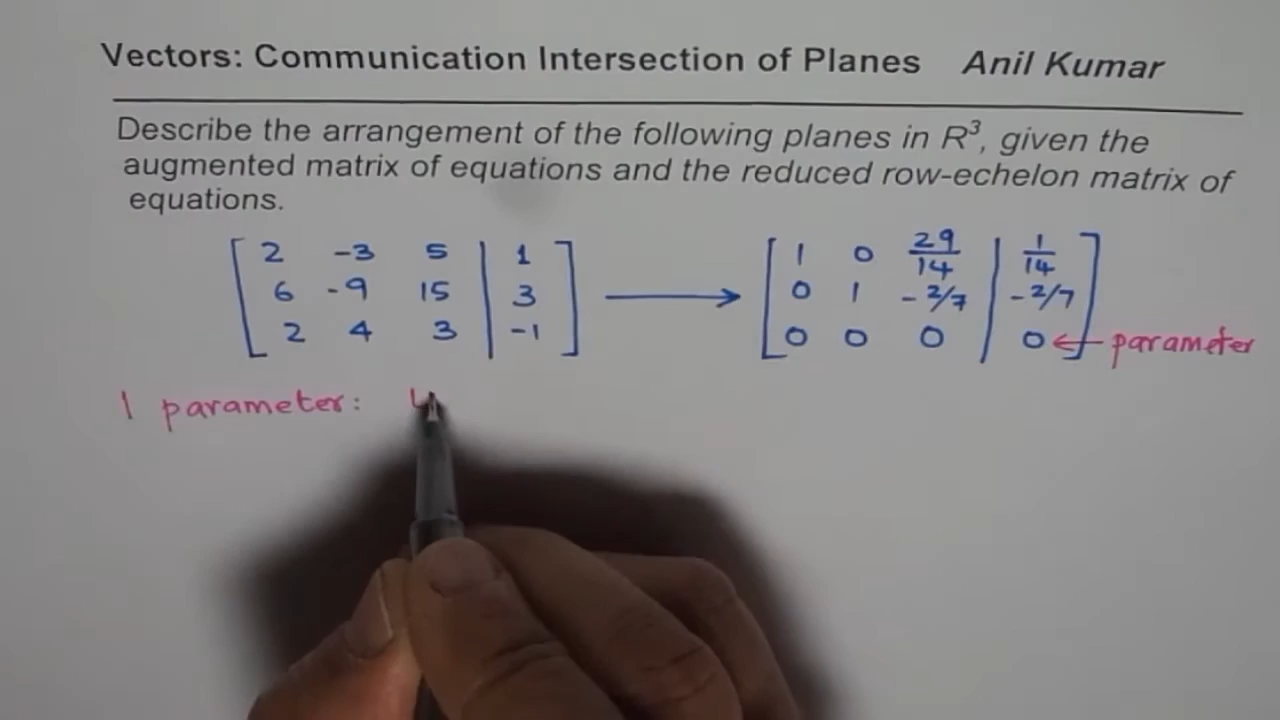 Vectors: Communication Intersection of Planes Anil Kumar
Describe the arrangement of the following planes in R³, given the
augmented matrix of equations and the reduced row-echelon matrix of
equations.
[ 2 -3 5 | 1 ] → [ 1 0 29/14 | 1/14 ]
[ 6 -9 15 | 3 ] [ 0 1 -2/7 | -2/7 ]
[ 2 4 3 | -1 ] [ 0 0 0 | 0 ] ← parameter
1 parameter: